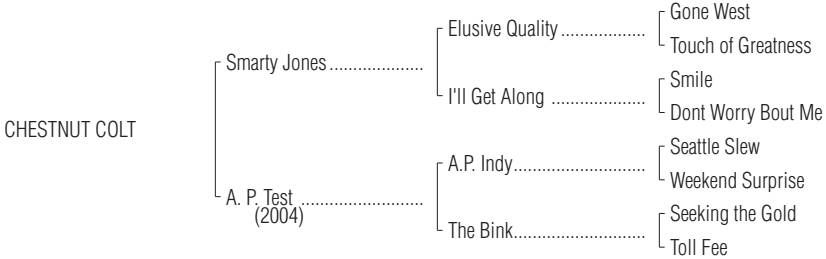 Gone West
Elusive Quality ..................
Touch of Greatness
Smarty Jones ....................
Smile
I'll Get Along ....................
Dont Worry Bout Me
CHESTNUT COLT
Seattle Slew
A.P. Indy............................
Weekend Surprise
A. P. Test ..........................
(2004)
Seeking the Gold
The Bink............................
Toll Fee